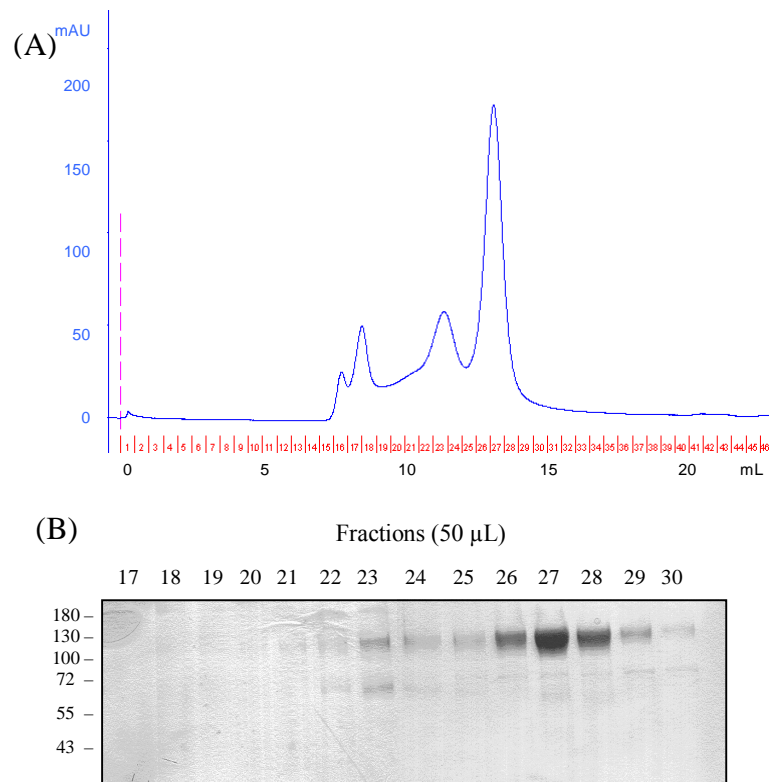 (A)
mAU
200
150
100
50
0
1 2 3 4 5 6 7 8 9 10 11 12 13 14 15 16 17 18 19 20 21 22 23 24 25 26 27 28 29 30 31 32 33 34 35 36 37 38 39 40 41 42 43 44 45 46
0 5 10 15 20 mL
(B)
Fractions (50 µL)
17 18 19 20 21 22 23 24 25 26 27 28 29 30
180 –
130 –
100 –
72 –
55 –
43 –